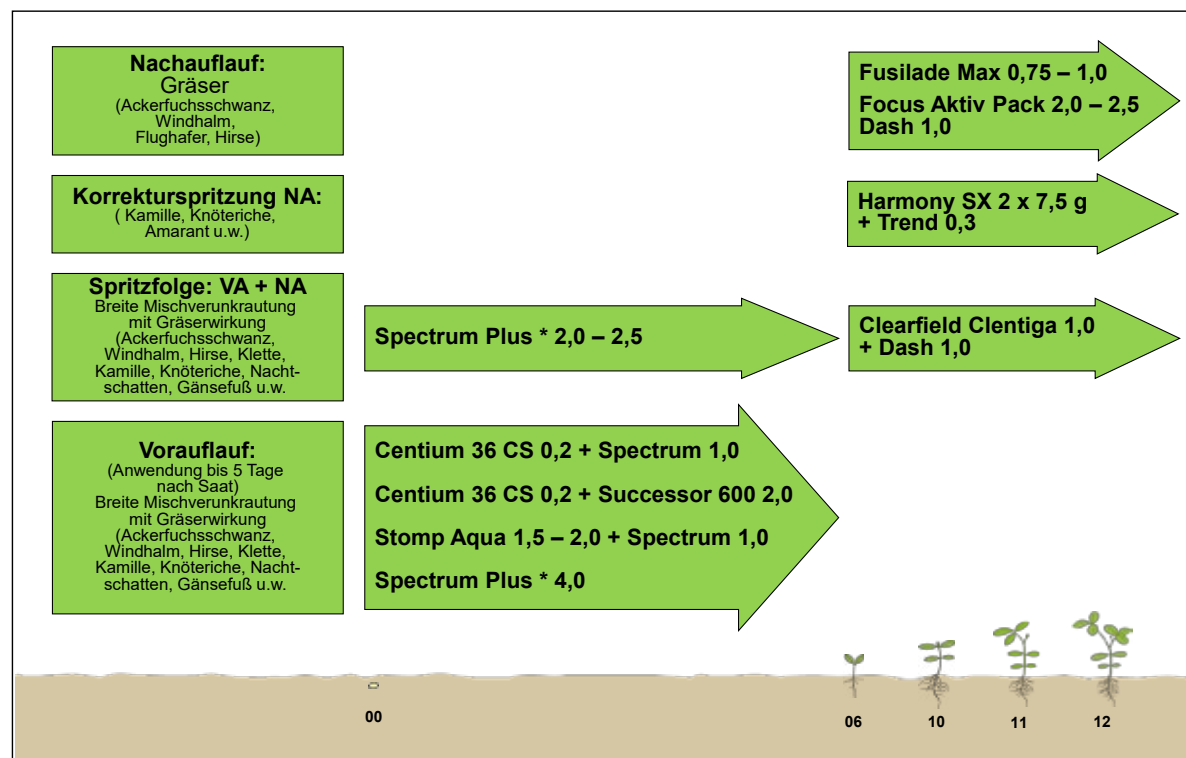 Nachauflauf:
Gräser
(Ackerfuchsschwanz,
Windhalm,
Flughafer, Hirse)
Fusilade Max 0,75 – 1,0
Focus Aktiv Pack 2,0 – 2,5
Dash 1,0
Korrekturspritzung NA:
( Kamille, Knöteriche,
Amarant u.w.)
Harmony SX 2 x 7,5 g
+ Trend 0,3
Spritzfolge: VA + NA
Breite Mischverunkrautung
mit Gräserwirkung
(Ackerfuchsschwanz,
Windhalm, Hirse, Klette,
Kamille, Knöteriche, Nacht-
schatten, Gänsefuß u.w.
Spectrum Plus * 2,0 – 2,5
Clearfield Clentiga 1,0
+ Dash 1,0
Vorauflauf:
(Anwendung bis 5 Tage
nach Saat)
Breite Mischverunkrautung
mit Gräserwirkung
(Ackerfuchsschwanz,
Windhalm, Hirse, Klette,
Kamille, Knöteriche, Nacht-
schatten, Gänsefuß u.w.
Centium 36 CS 0,2 + Spectrum 1,0
Centium 36 CS 0,2 + Successor 600 2,0
Stomp Aqua 1,5 – 2,0 + Spectrum 1,0
Spectrum Plus * 4,0
00
06
10
11
12